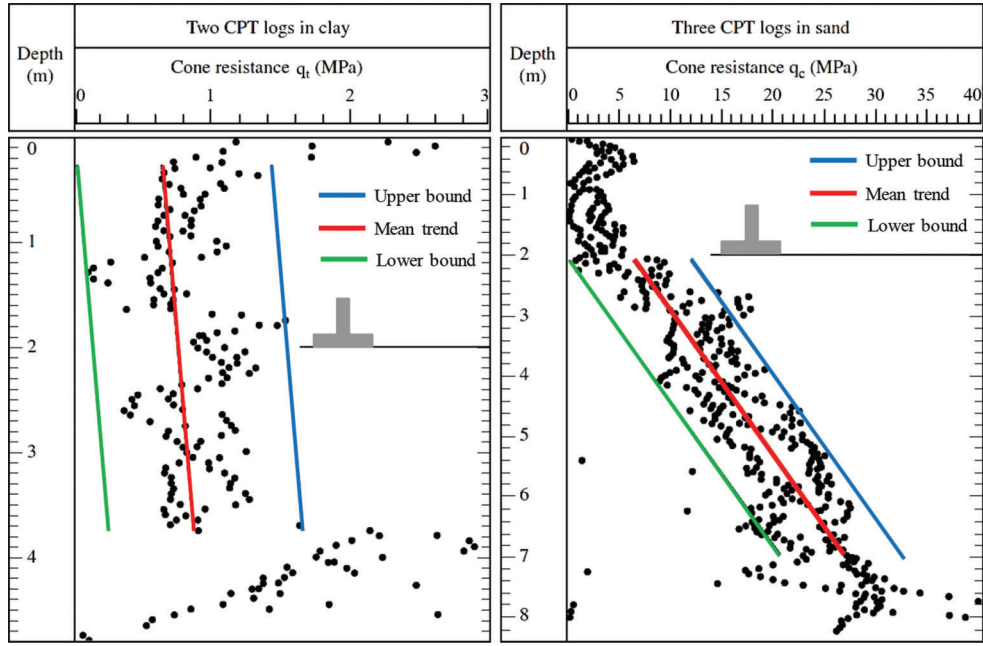 Two CPT logs in clay
Depth
(m)
Cone resistance qt (MPa)
0 1 2 3
0
1
2
3
4
Upper bound
Mean trend
Lower bound
Three CPT logs in sand
Depth
(m)
Cone resistance qc (MPa)
0 5 10 15 20 25 30 35 40
0
1
2
3
4
5
6
7
8
Upper bound
Mean trend
Lower bound